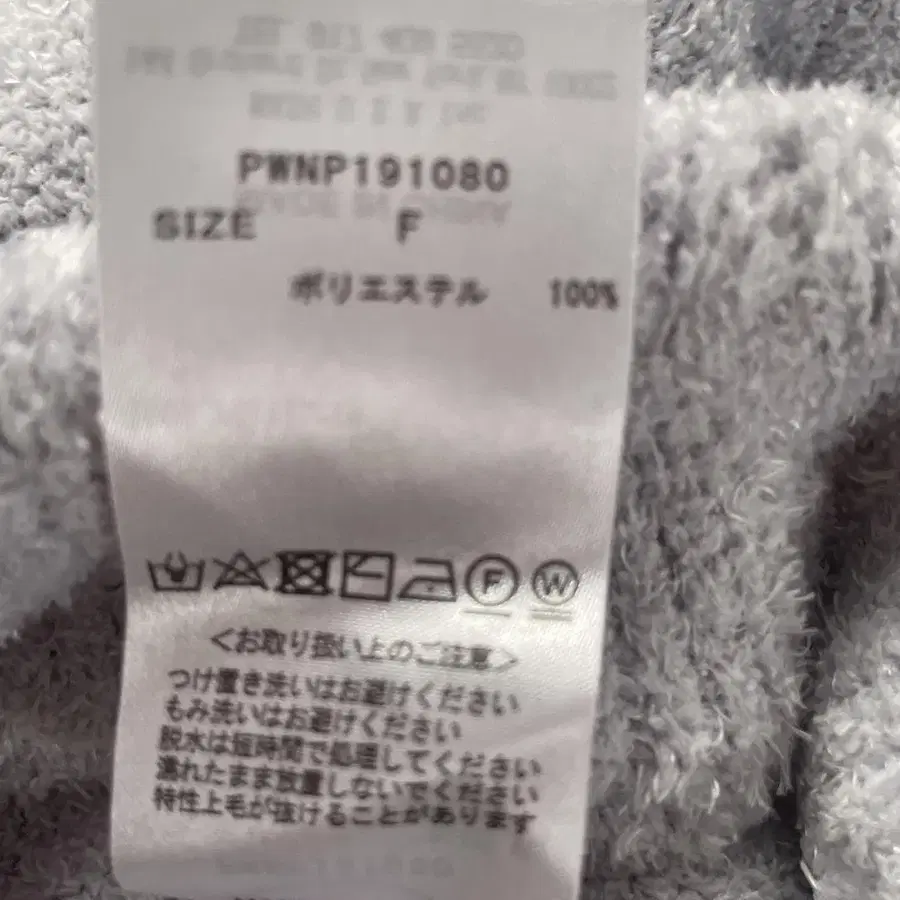 PWNP191080
SIZE F
ポリエステル 100%
F W
<お取り扱い上のご注意>
つけ置き洗いはお避けください
もみ洗いはお避けください
脱水は短時間で処理してください
濡れたまま放置しないでください
特性上毛が抜けることがあります